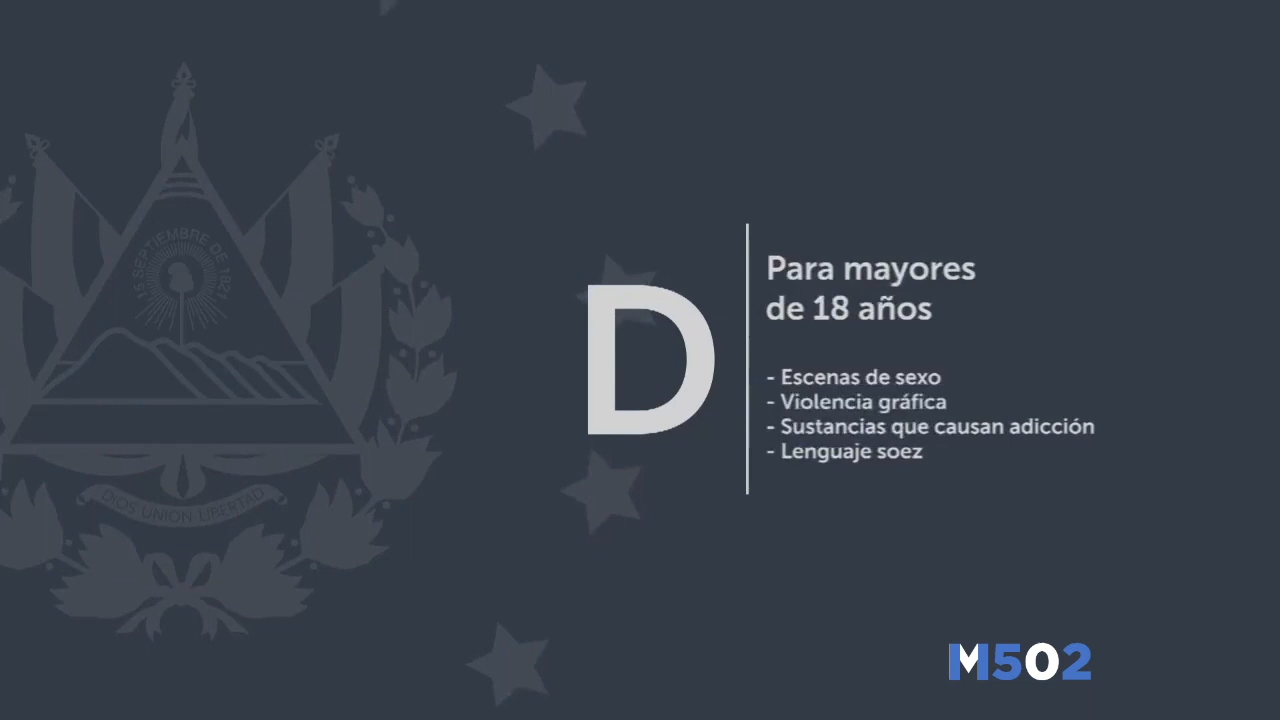 15 SEPTIEMBRE DE 1821
DIOS UNION LIBERTAD
D
Para mayores
de 18 años
- Escenas de sexo
- Violencia gráfica
- Sustancias que causan adicción
- Lenguaje soez
M502